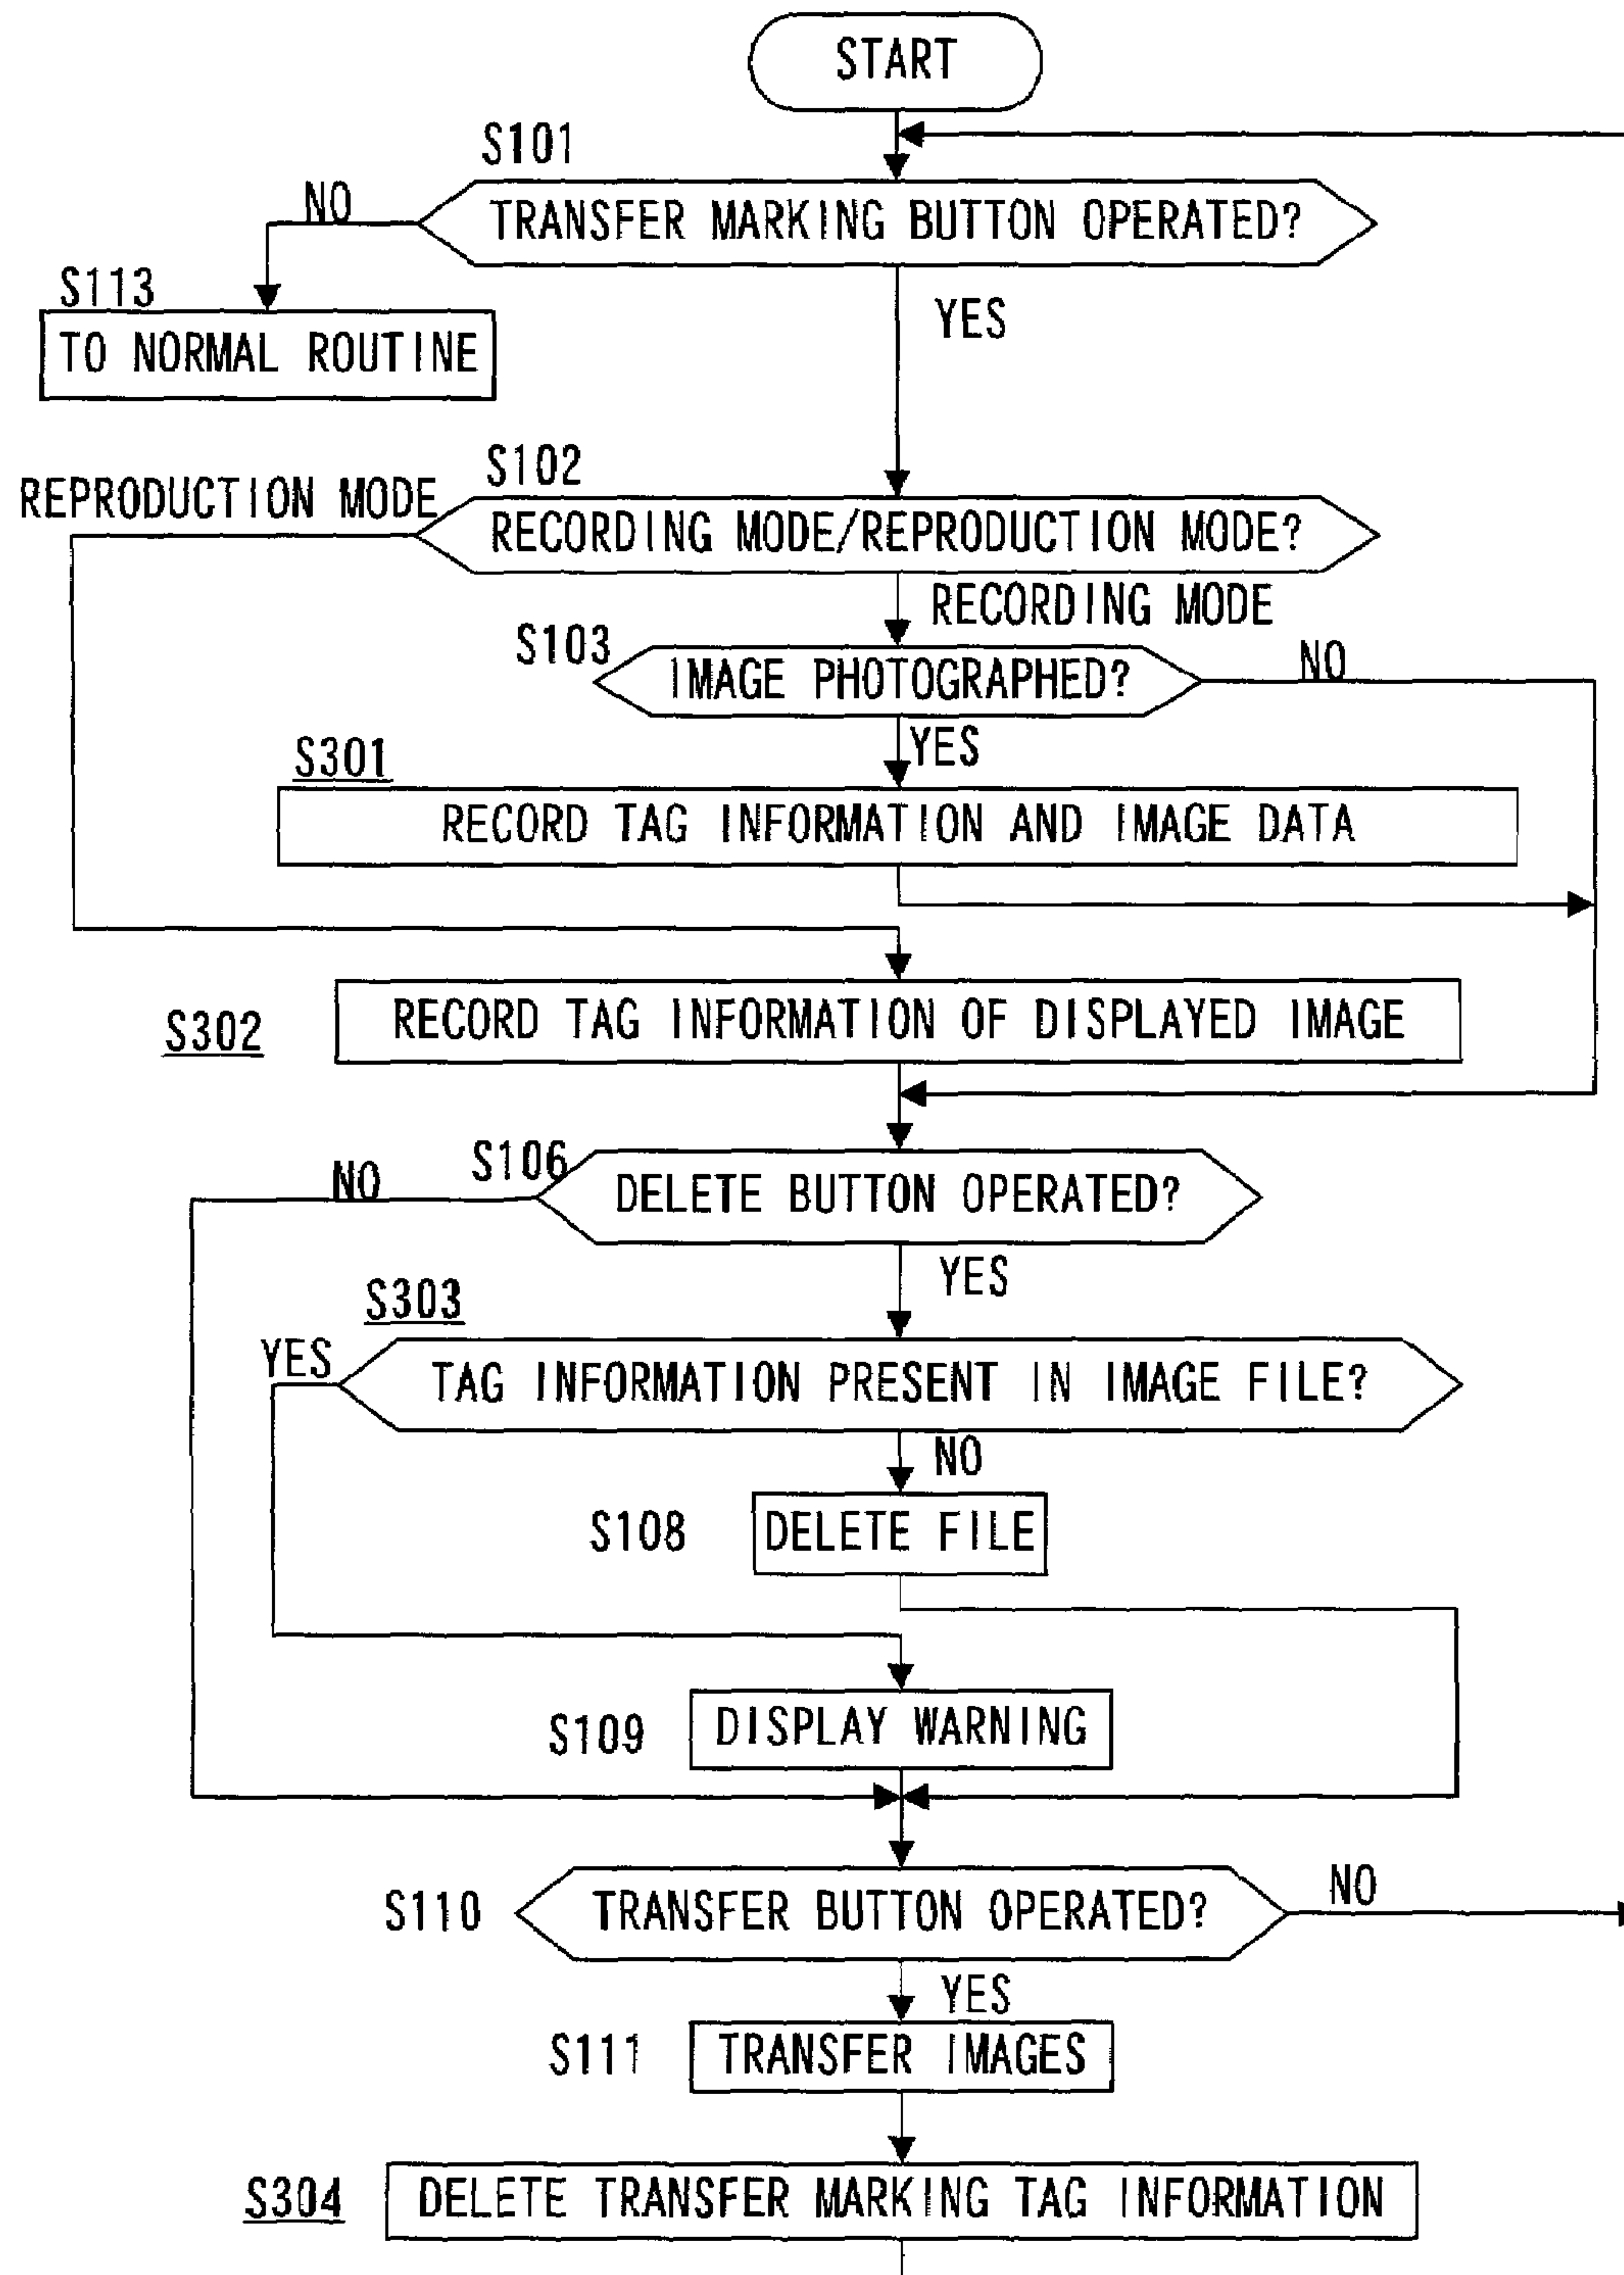 START
S101
NO
TRANSFER MARKING BUTTON OPERATED?
S113
YES
TO NORMAL ROUTINE
S102
REPRODUCTION MODE
RECORDING MODE/REPRODUCTION MODE?
RECORDING MODE
S103
IMAGE PHOTOGRAPHED?
NO
YES
S301
RECORD TAG INFORMATION AND IMAGE DATA
S302
RECORD TAG INFORMATION OF DISPLAYED IMAGE
S106
NO
DELETE BUTTON OPERATED?
YES
S303
YES
TAG INFORMATION PRESENT IN IMAGE FILE?
NO
S108
DELETE FILE
S109
DISPLAY WARNING
S110
TRANSFER BUTTON OPERATED?
NO
YES
S111
TRANSFER IMAGES
S304
DELETE TRANSFER MARKING TAG INFORMATION